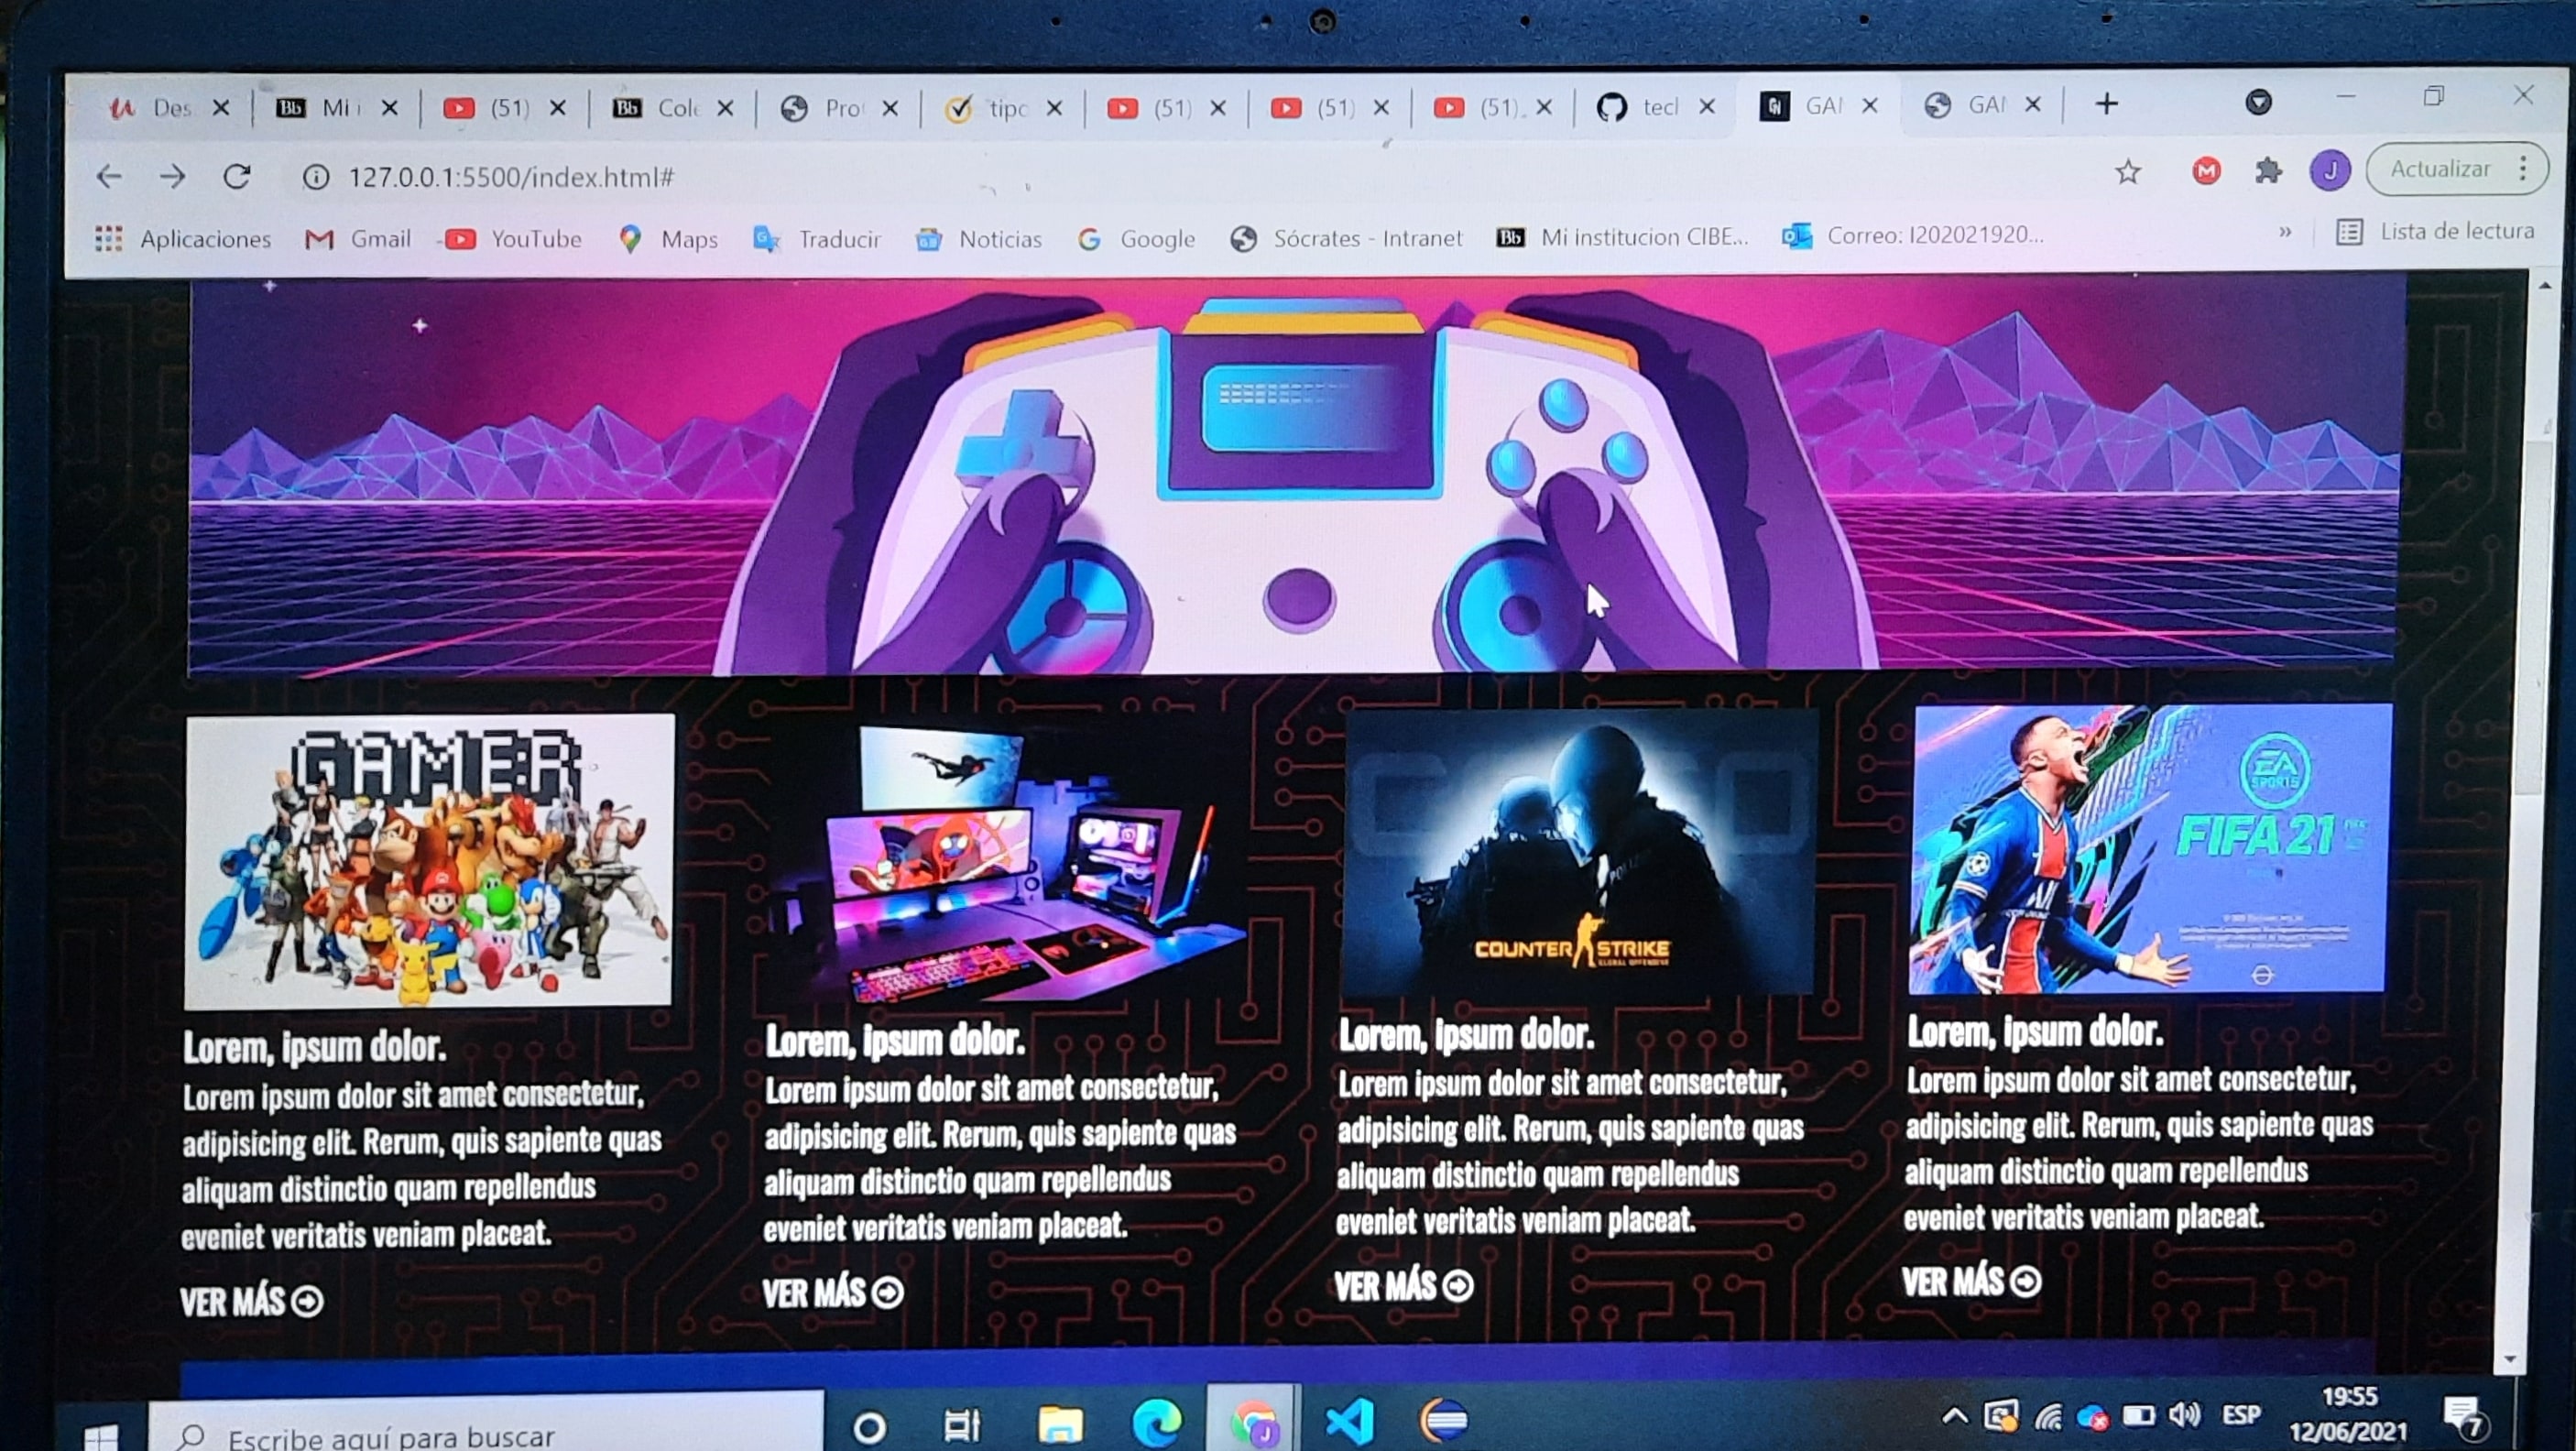 Des
Mi i
(51)
Cole
Pro
tipo
(51)
(51)
(51)
tecl
GAM
GAM
127.0.0.1:5500/index.html#
Actualizar
Aplicaciones
Gmail
YouTube
Maps
Traducir
Noticias
Google
Sócrates - Intranet
Bb Mi institucion CIBE...
Correo: I202021920...
»
Lista de lectura
GAMER
COUNTER STRIKE
GLOBAL OFFENSIVE
EA
SPORTS
FIFA 21
Lorem, ipsum dolor.
Lorem ipsum dolor sit amet consectetur,
adipisicing elit. Rerum, quis sapiente quas
aliquam distinctio quam repellendus
eveniet veritatis veniam placeat.
VER MÁS
Lorem, ipsum dolor.
Lorem ipsum dolor sit amet consectetur,
adipisicing elit. Rerum, quis sapiente quas
aliquam distinctio quam repellendus
eveniet veritatis veniam placeat.
VER MÁS
Lorem, ipsum dolor.
Lorem ipsum dolor sit amet consectetur,
adipisicing elit. Rerum, quis sapiente quas
aliquam distinctio quam repellendus
eveniet veritatis veniam placeat.
VER MÁS
Lorem, ipsum dolor.
Lorem ipsum dolor sit amet consectetur,
adipisicing elit. Rerum, quis sapiente quas
aliquam distinctio quam repellendus
eveniet veritatis veniam placeat.
VER MÁS
Escribe aquí para buscar
ESP
19:55
12/06/2021
7